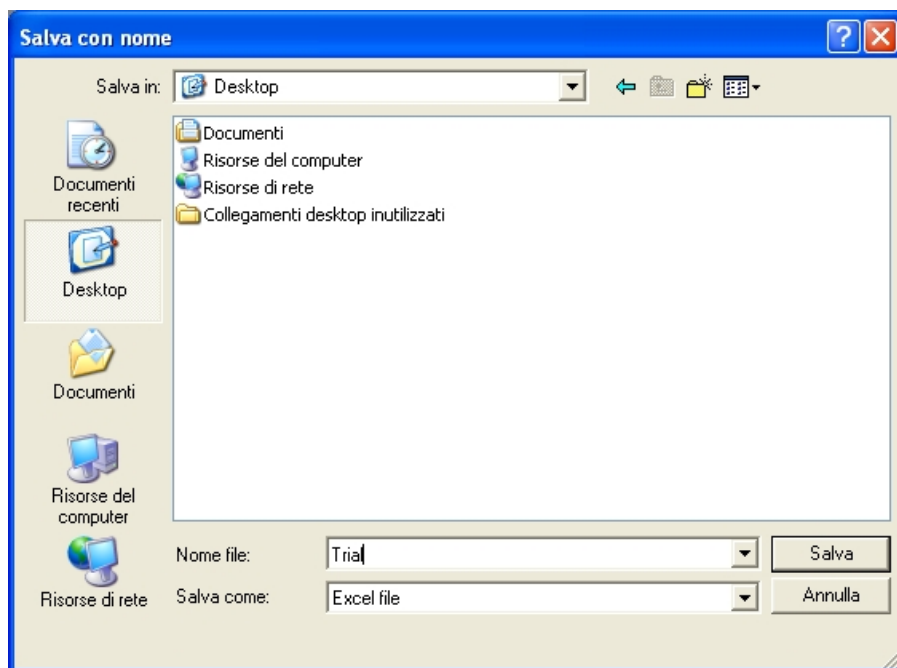 Salva con nome
Salva in:
Desktop
Documenti
recenti
Desktop
Documenti
Risorse del
computer
Risorse di rete
Documenti
Risorse del computer
Risorse di rete
Collegamenti desktop inutilizzati
Nome file:
Trial
Salva
Salva come:
Excel file
Annulla